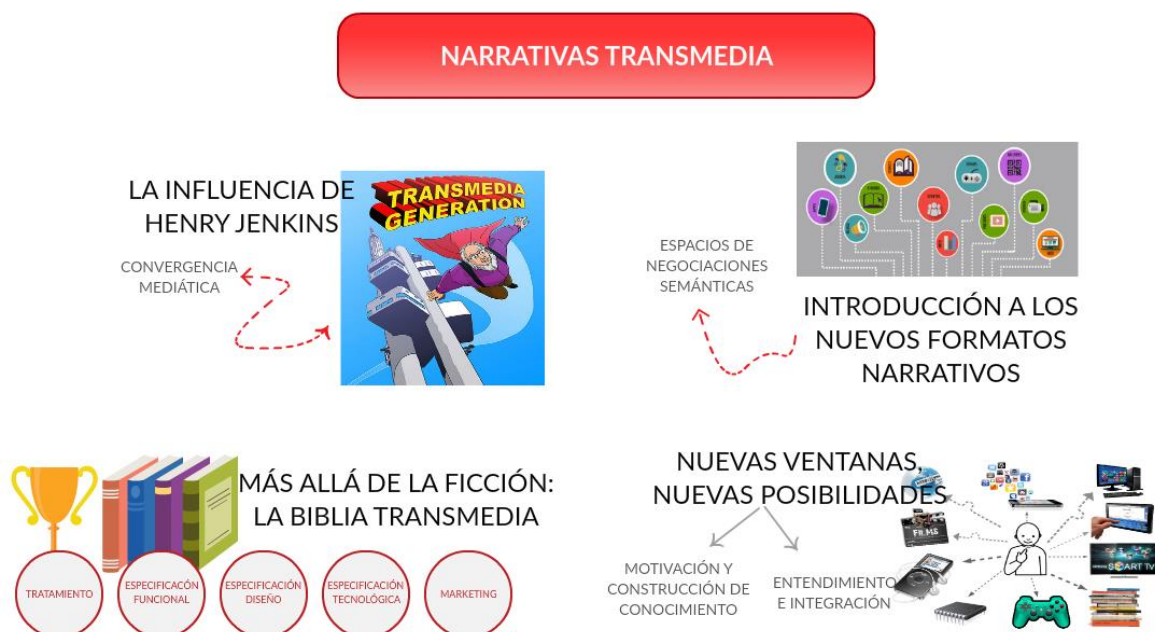 NARRATIVAS TRANSMEDIA
LA INFLUENCIA DE
HENRY JENKINS
TRANSMEDIA
GENERATION
CONVERGENCIA
MEDIÁTICA
ESPACIOS DE
NEGOCIACIONES
SEMÁNTICAS
INTRODUCCIÓN A LOS
NUEVOS FORMATOS
NARRATIVOS
MÁS ALLÁ DE LA FICCIÓN:
LA BIBLIA TRANSMEDIA
TRATAMIENTO
ESPECIFICACÓN
FUNCIONAL
ESPECIFICACIÓN
DISEÑO
ESPECIFICACIÓN
TECNOLÓGICA
MARKETING
NUEVAS VENTANAS,
NUEVAS POSIBILIDADES
MOTIVACIÓN Y
CONSTRUCCIÓN DE
CONOCIMIENTO
ENTENDIMIENTO
E INTEGRACIÓN
FILMS
SMART TV